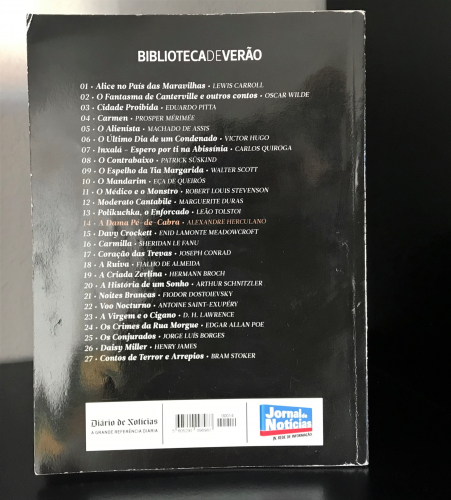 BIBLIOTECADEVERÃO
01 • Alice no País das Maravilhas • LEWIS CARROLL
02 • O Fantasma de Canterville e outros contos • OSCAR WILDE
03 • Cidade Proibida • EDUARDO PITTA
04 • Carmen • PROSPER MÉRIMÉE
05 • O Alienista • MACHADO DE ASSIS
06 • O Último Dia de um Condenado • VICTOR HUGO
07 • Inxalá – Espero por ti na Abissínia • CARLOS QUIROGA
08 • O Contrabaixo • PATRICK SÜSKIND
09 • O Espelho da Tia Margarida • WALTER SCOTT
10 • O Mandarim • EÇA DE QUEIRÓS
11 • O Médico e o Monstro • ROBERT LOUIS STEVENSON
12 • Moderato Cantabile • MARGUERITE DURAS
13 • Polikuchka, o Enforcado • LEÃO TOLSTOI
14 • A Dama Pé-de-Cabra • ALEXANDRE HERCULANO
15 • Davy Crockett • ENID LAMONTE MEADOWCROFT
16 • Carmilla • SHERIDAN LE FANU
17 • Coração das Trevas • JOSEPH CONRAD
18 • A Ruiva • FIALHO DE ALMEIDA
19 • A Criada Zerlina • HERMANN BROCH
20 • A História de um Sonho • ARTHUR SCHNITZLER
21 • Noites Brancas • FIODOR DOSTOIEVSKY
22 • Voo Nocturno • ANTOINE SAINT-EXUPÉRY
23 • A Virgem e o Cigano • D. H. LAWRENCE
24 • Os Crimes da Rua Morgue • EDGAR ALLAN POE
25 • Os Conjurados • JORGE LUÍS BORGES
26 • Daisy Miller • HENRY JAMES
27 • Contos de Terror e Arrepios • BRAM STOKER
Diário de Notícias
A GRANDE REFERÊNCIA DIÁRIA
Jornal de
Notícias